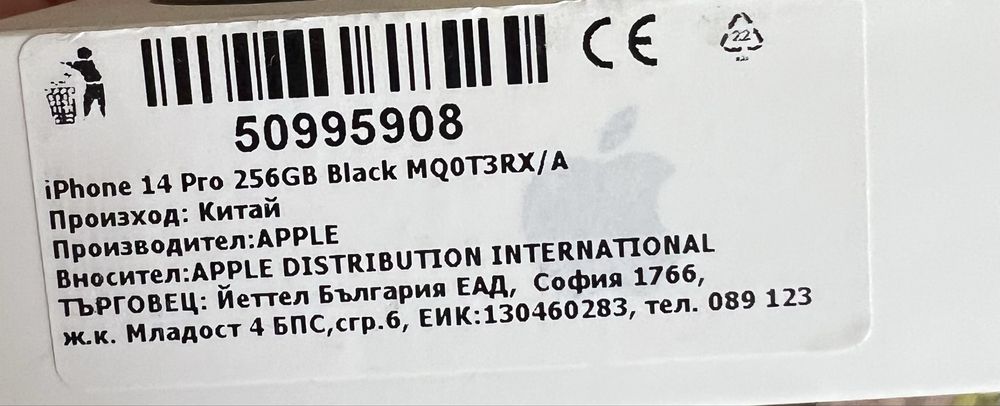 CE
22
50995908
iPhone 14 Pro 256GB Black MQ0T3RX/A
Произход: Китай
Производител:APPLE
Вносител:APPLE DISTRIBUTION INTERNATIONAL
ТЪРГОВЕЦ: Йеттел България ЕАД, София 1766,
ж.к. Младост 4 БПС,сгр.6, ЕИК:130460283, тел. 089 123